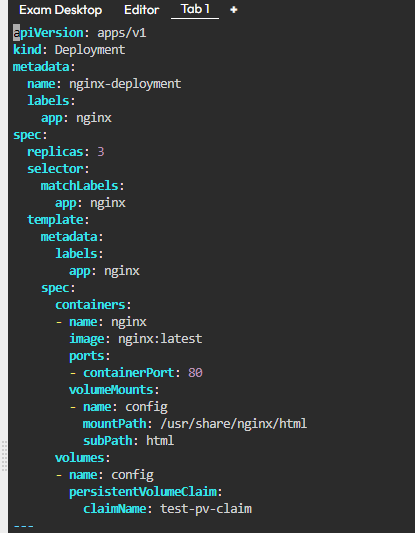 Exam Desktop Editor Tab 1 +
apiVersion: apps/v1
kind: Deployment
metadata:
  name: nginx-deployment
  labels:
    app: nginx
spec:
  replicas: 3
  selector:
    matchLabels:
      app: nginx
  template:
    metadata:
      labels:
        app: nginx
    spec:
      containers:
      - name: nginx
        image: nginx:latest
        ports:
        - containerPort: 80
        volumeMounts:
        - name: config
          mountPath: /usr/share/nginx/html
          subPath: html
      volumes:
      - name: config
        persistentVolumeClaim:
          claimName: test-pv-claim
---